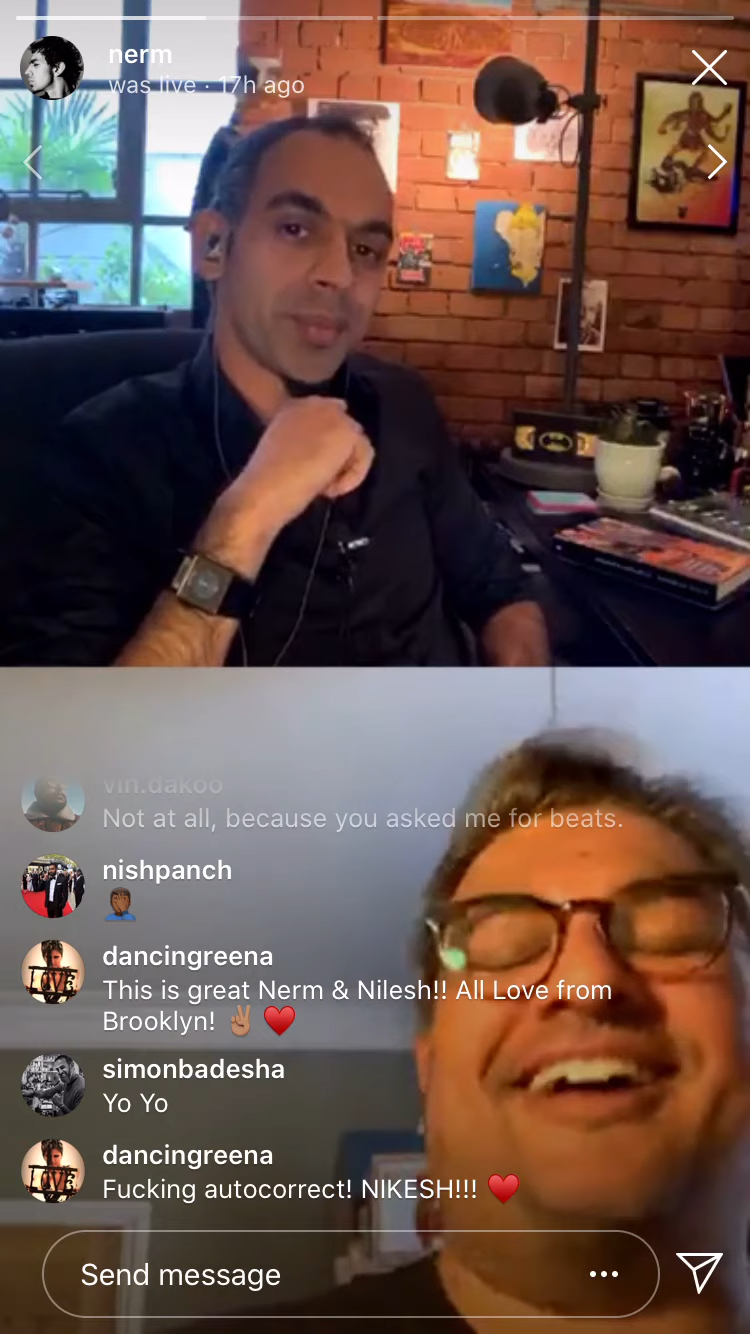 nerm
was live · 17h ago
vin.dakoo
Not at all, because you asked me for beats.
nishpanch
🤦🏾‍♂️
dancingreena
This is great Nerm & Nilesh!! All Love from
Brooklyn! ✌🏽♥️
simonbadesha
Yo Yo
dancingreena
Fucking autocorrect! NIKESH!!! ♥️
Send message